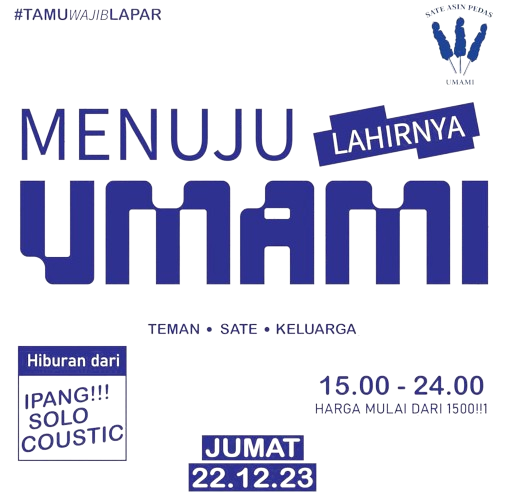 #TAMUWAJIBLAPAR
SATE ASIN PEDAS
UMAMI
MENUJU LAHIRNYA
UMAMI
TEMAN • SATE • KELUARGA
Hiburan dari
IPANG!!!
SOLO
COUSTIC
15.00 - 24.00
HARGA MULAI DARI 1500!!1
JUMAT
22.12.23